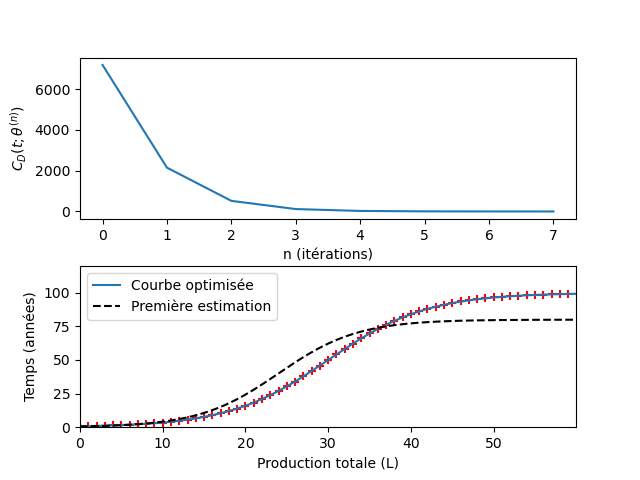 6000
4000
2000
0
C_D(t; θ^(n))
0 1 2 3 4 5 6 7
n (itérations)
Courbe optimisée
Première estimation
100
75
50
25
0
Temps (années)
0 10 20 30 40 50
Production totale (L)